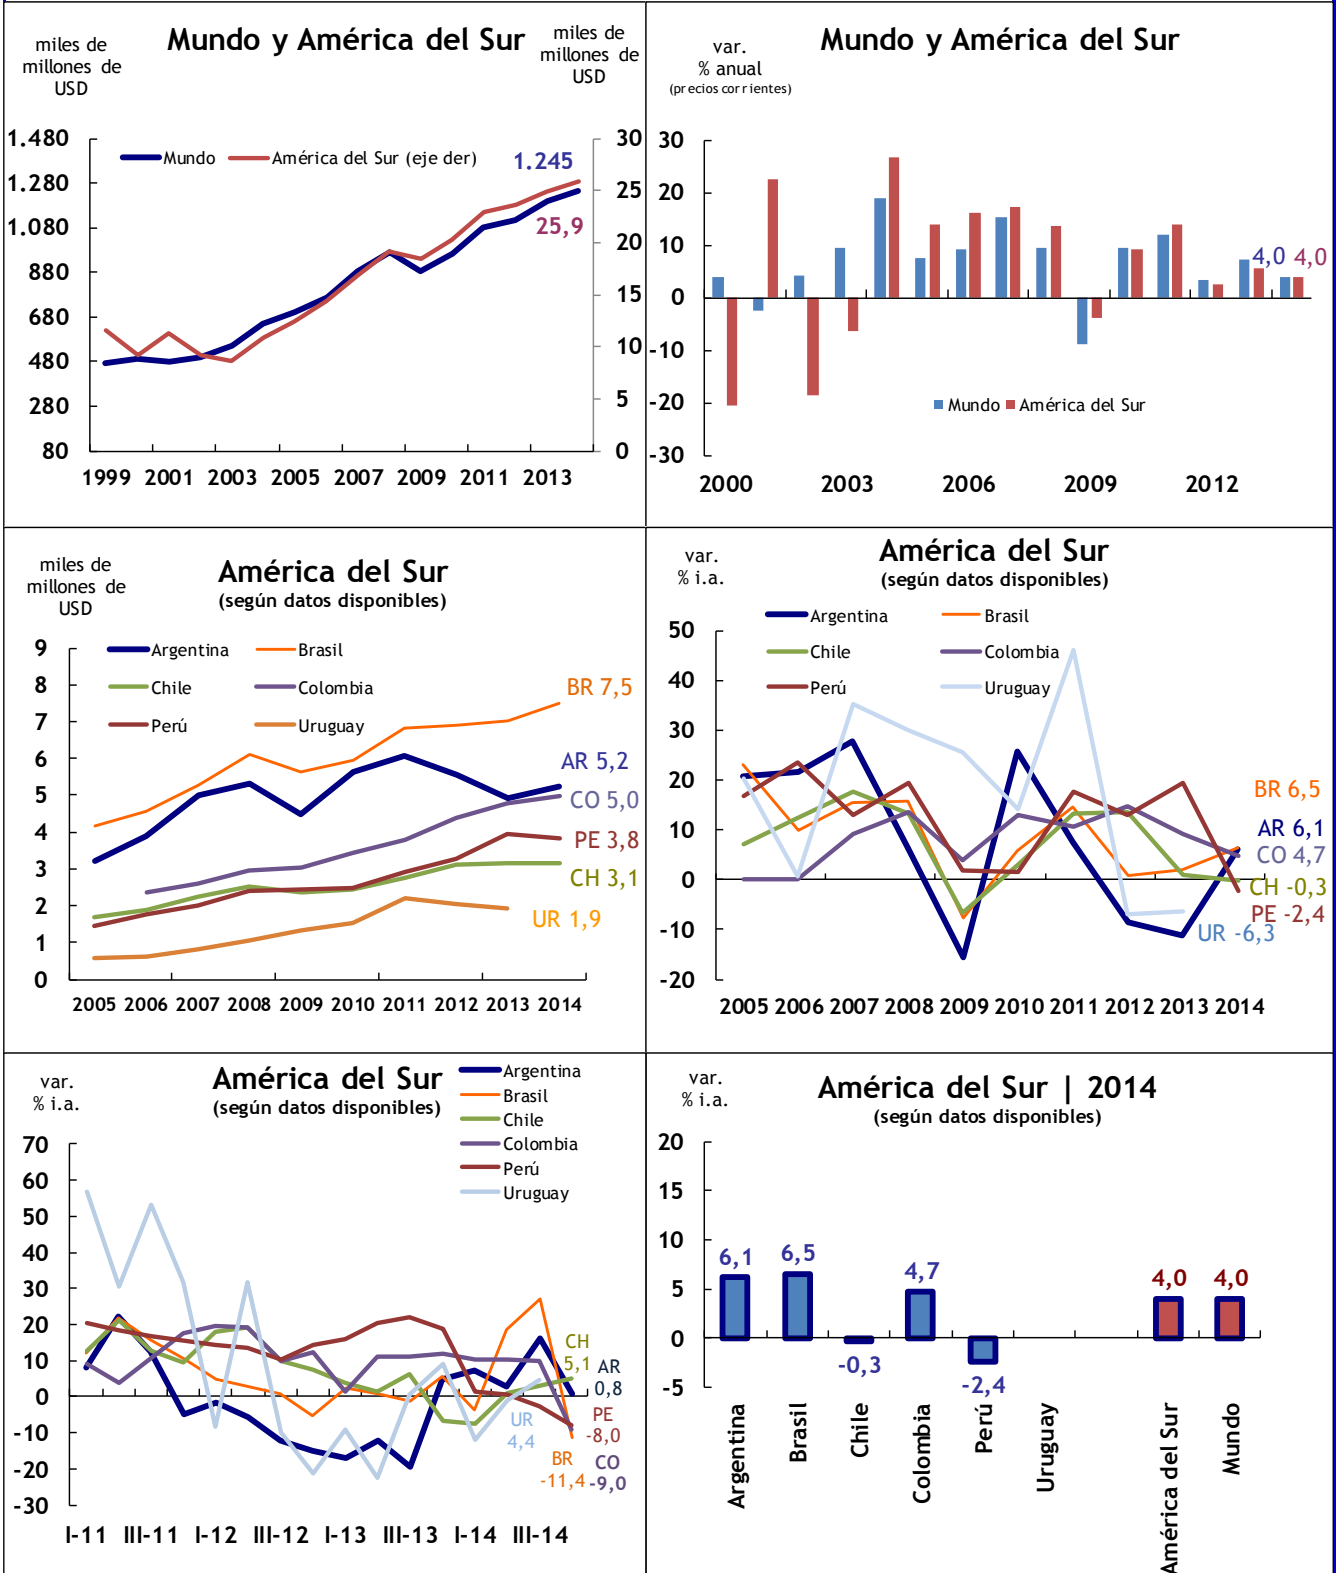 Mundo y América del Sur
miles de
millones de
USD
miles de
millones de
USD
1.480
1.280
1.080
880
680
480
280
80
30
25
20
15
10
5
0
Mundo
América del Sur (eje der)
1.245
25,9
1999 2001 2003 2005 2007 2009 2011 2013
Mundo y América del Sur
var.
% anual
(precios corrientes)
30
20
10
0
-10
-20
-30
4,0 4,0
Mundo América del Sur
2000 2003 2006 2009 2012
América del Sur
(según datos disponibles)
miles de
millones de
USD
9
8
7
6
5
4
3
2
1
0
Argentina Brasil
Chile Colombia
Perú Uruguay
BR 7,5
AR 5,2
CO 5,0
PE 3,8
CH 3,1
UR 1,9
2005 2006 2007 2008 2009 2010 2011 2012 2013 2014
América del Sur
(según datos disponibles)
var.
% i.a.
Argentina Brasil
Chile Colombia
Perú Uruguay
50
40
30
20
10
0
-10
-20
BR 6,5
AR 6,1
CO 4,7
CH -0,3
PE -2,4
UR -6,3
2005 2006 2007 2008 2009 2010 2011 2012 2013 2014
América del Sur
(según datos disponibles)
var.
% i.a.
Argentina
Brasil
Chile
Colombia
Perú
Uruguay
70
60
50
40
30
20
10
0
-10
-20
-30
CH
5,1
AR
0,8
UR
4,4
PE
-8,0
BR
-11,4
CO
-9,0
I-11 III-11 I-12 III-12 I-13 III-13 I-14 III-14
América del Sur | 2014
(según datos disponibles)
var.
% i.a.
20
15
10
5
0
-5
6,1
6,5
-0,3
4,7
-2,4
4,0
4,0
Argentina
Brasil
Chile
Colombia
Perú
Uruguay
América del Sur
Mundo